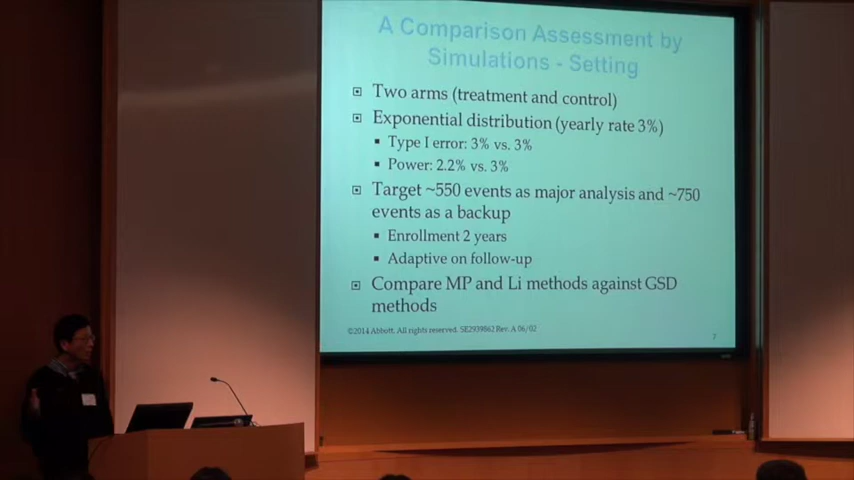 A Comparison Assessment by
Simulations - Setting
Two arms (treatment and control)
Exponential distribution (yearly rate 3%)
Type I error: 3% vs. 3%
Power: 2.2% vs. 3%
Target ~550 events as major analysis and ~750
events as a backup
Enrollment 2 years
Adaptive on follow-up
Compare MP and Li methods against GSD
methods
©2014 Abbott. All rights reserved. SE2939862 Rev. A 06/02
7